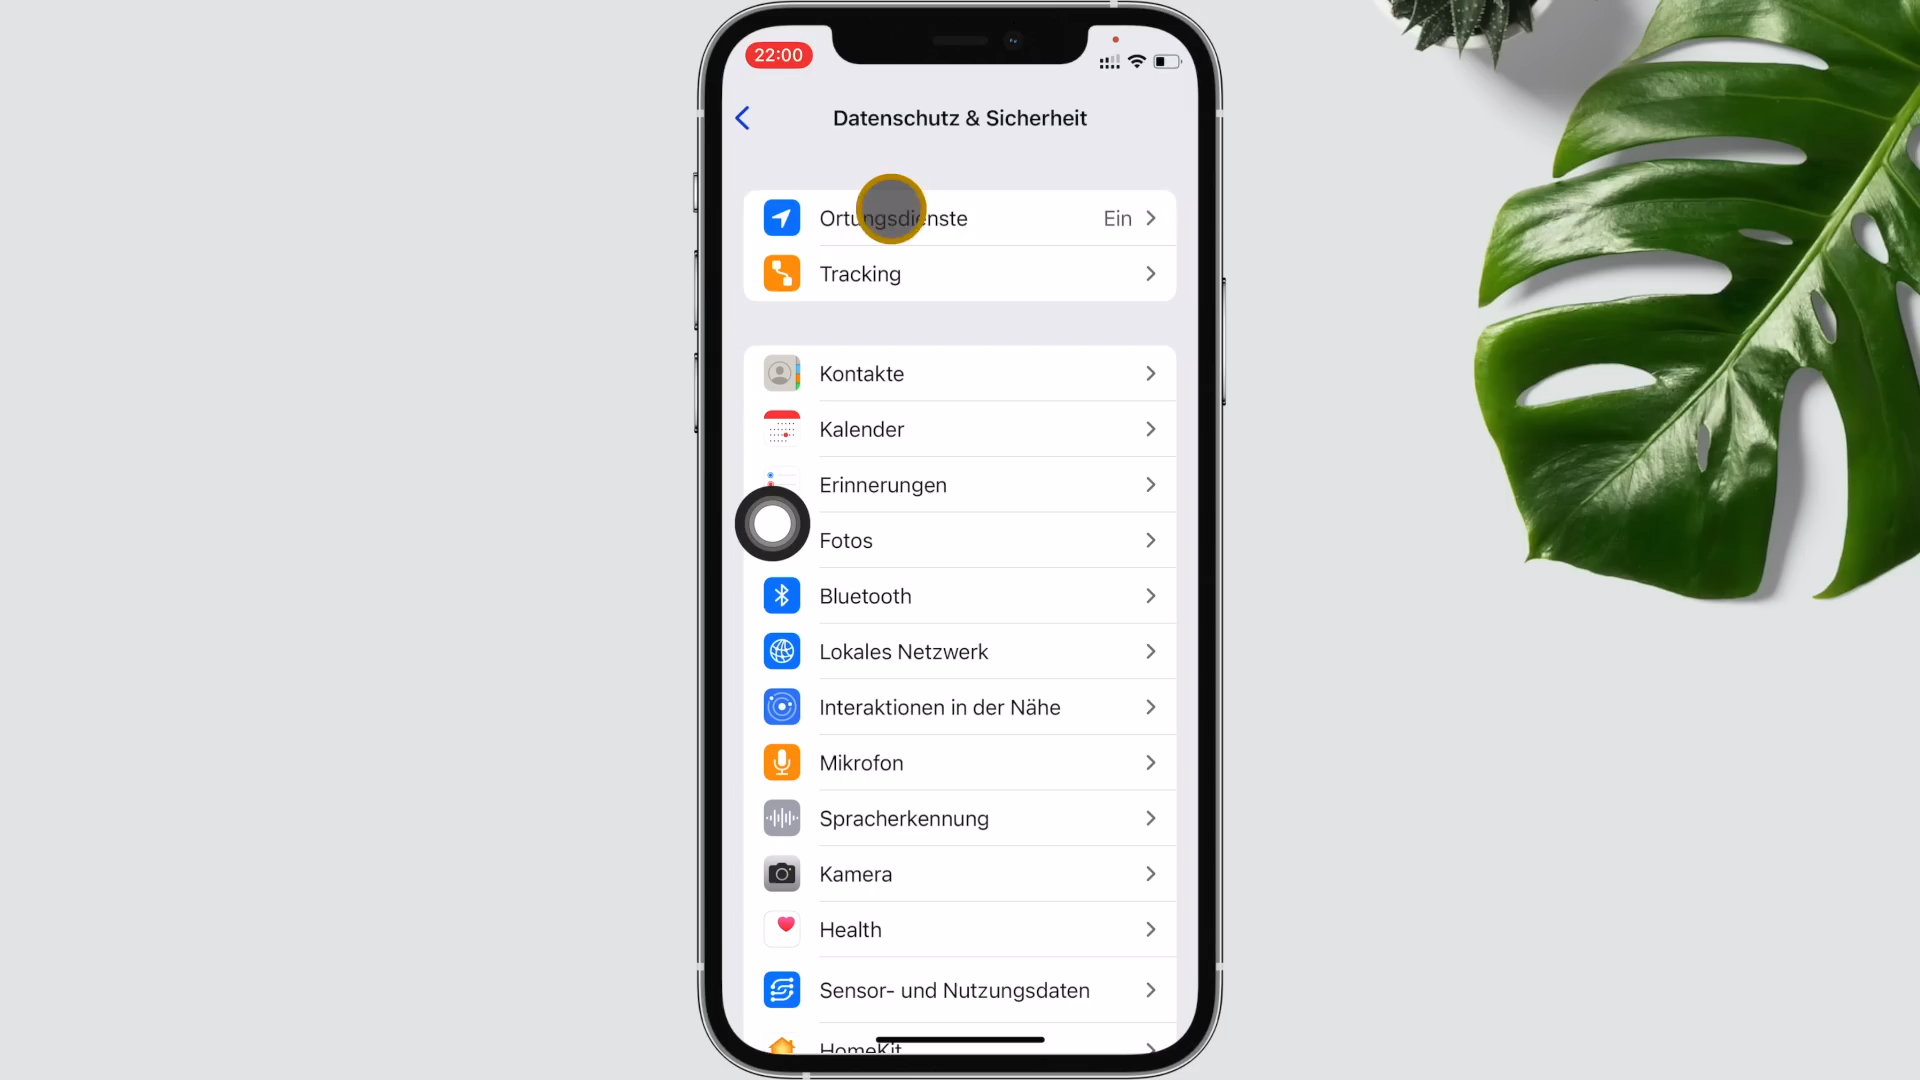 22:00
Datenschutz & Sicherheit
Ortungsdienste Ein
Tracking
Kontakte
Kalender
Erinnerungen
Fotos
Bluetooth
Lokales Netzwerk
Interaktionen in der Nähe
Mikrofon
Spracherkennung
Kamera
Health
Sensor- und Nutzungsdaten
HomeKit